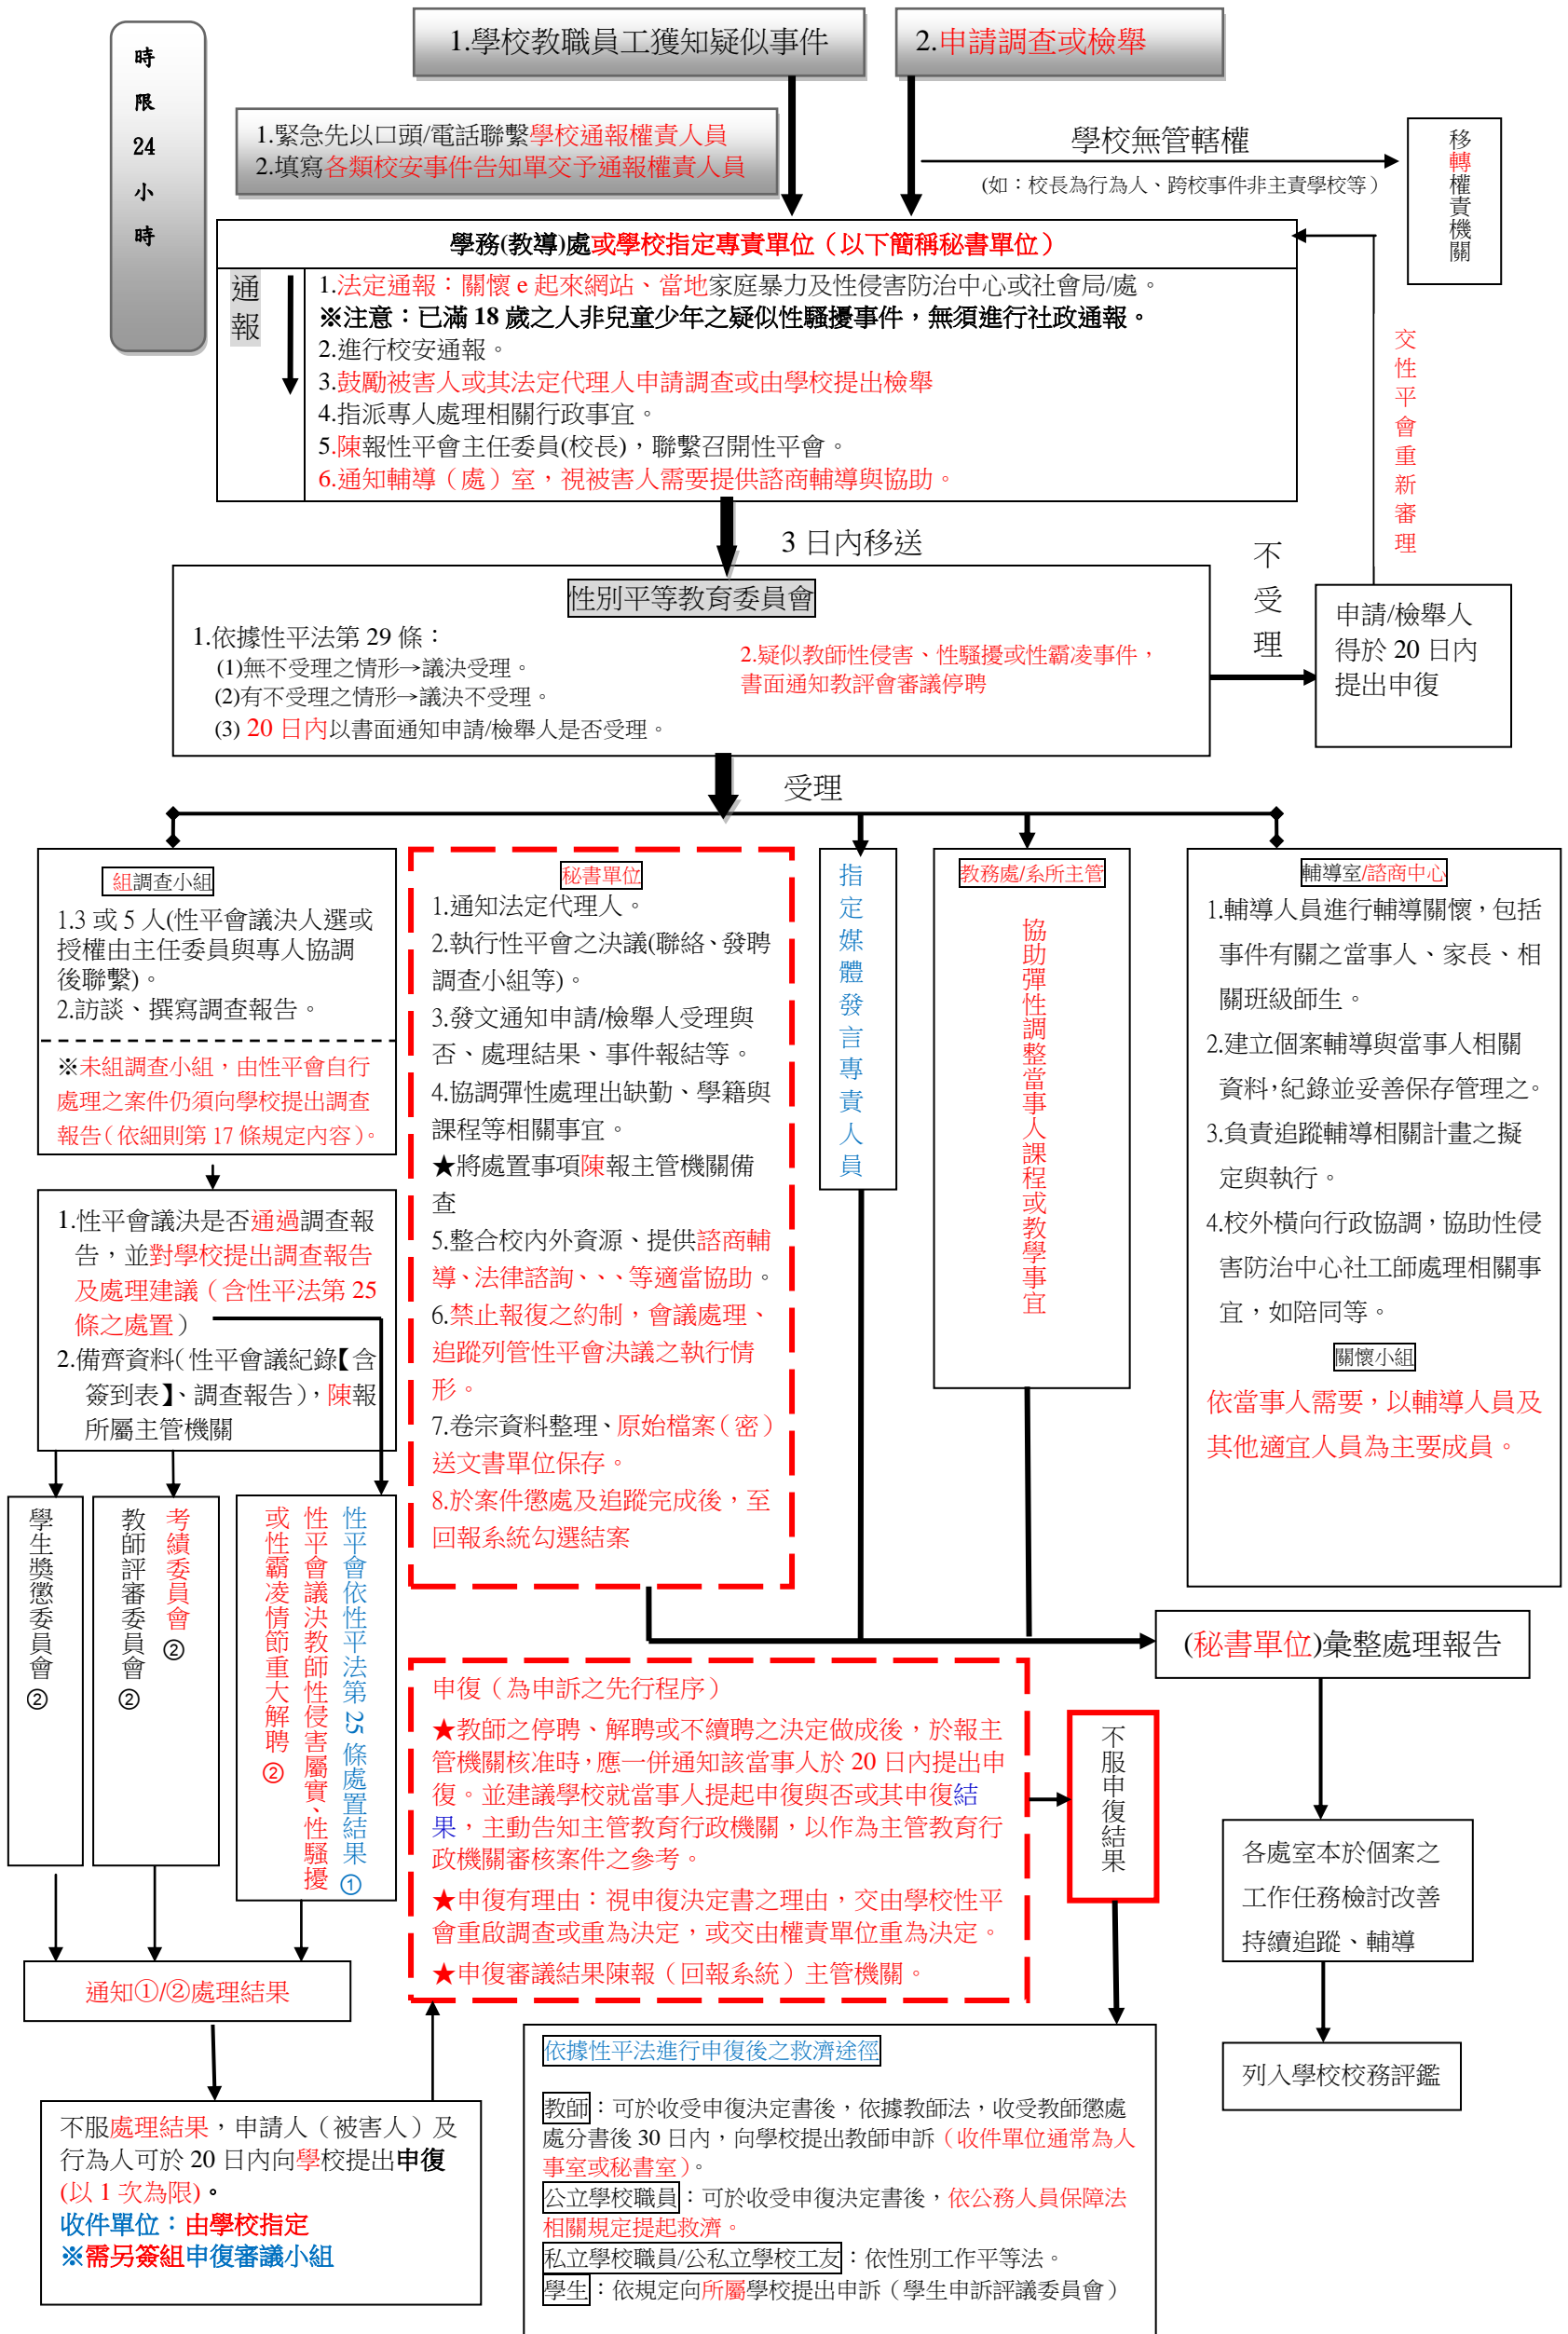 時
限
24
小
時
1.學校教職員工獲知疑似事件
2.申請調查或檢舉
1.緊急先以口頭/電話聯繫學校通報權責人員
2.填寫各類校安事件告知單交予通報權責人員
學校無管轄權
(如：校長為行為人、跨校事件非主責學校等）
移轉權責機關
學務(教導)處或學校指定專責單位（以下簡稱秘書單位）
通報
1.法定通報：關懷 e 起來網站、當地家庭暴力及性侵害防治中心或社會局/處。
※注意：已滿 18 歲之人非兒童少年之疑似性騷擾事件，無須進行社政通報。
2.進行校安通報。
3.鼓勵被害人或其法定代理人申請調查或由學校提出檢舉
4.指派專人處理相關行政事宜。
5.陳報性平會主任委員(校長)，聯繫召開性平會。
6.通知輔導（處）室，視被害人需要提供諮商輔導與協助。
交性平會重新審理
3 日內移送
性別平等教育委員會
1.依據性平法第 29 條：
(1)無不受理之情形→議決受理。
(2)有不受理之情形→議決不受理。
(3) 20 日內以書面通知申請/檢舉人是否受理。
2.疑似教師性侵害、性騷擾或性霸凌事件，
書面通知教評會審議停聘
不受理
申請/檢舉人
得於 20 日內
提出申復
受理
組調查小組
1.3 或 5 人(性平會議決人選或
授權由主任委員與專人協調
後聯繫)。
2.訪談、撰寫調查報告。
※未組調查小組，由性平會自行
處理之案件仍須向學校提出調查
報告（依細則第 17 條規定內容）。
1.性平會議決是否通過調查報
告，並對學校提出調查報告
及處理建議（含性平法第 25
條之處置）
2.備齊資料（性平會議紀錄【含
簽到表】、調查報告），陳報
所屬主管機關
學生獎懲委員會②
考績委員會②
教師評審委員會②
性平會依性平法第 25 條處置結果①
性平會議決教師性侵害屬實、性騷擾
或性霸凌情節重大解聘②
通知①/②處理結果
不服處理結果，申請人（被害人）及
行為人可於 20 日內向學校提出申復
(以 1 次為限)。
收件單位：由學校指定
※需另簽組申復審議小組
秘書單位
1.通知法定代理人。
2.執行性平會之決議(聯絡、發聘
調查小組等)。
3.發文通知申請/檢舉人受理與
否、處理結果、事件報結等。
4.協調彈性處理出缺勤、學籍與
課程等相關事宜。
★將處置事項陳報主管機關備
查
5.整合校內外資源、提供諮商輔
導、法律諮詢、、、等適當協助。
6.禁止報復之約制，會議處理、
追蹤列管性平會決議之執行情
形。
7.卷宗資料整理、原始檔案（密）
送文書單位保存。
8.於案件懲處及追蹤完成後，至
回報系統勾選結案
指定媒體發言專責人員
教務處/系所主管
協助彈性調整當事人課程或教學事宜
輔導室/諮商中心
1.輔導人員進行輔導關懷，包括
事件有關之當事人、家長、相
關班級師生。
2.建立個案輔導與當事人相關
資料，紀錄並妥善保存管理之。
3.負責追蹤輔導相關計畫之擬
定與執行。
4.校外橫向行政協調，協助性侵
害防治中心社工師處理相關事
宜，如陪同等。
關懷小組
依當事人需要，以輔導人員及
其他適宜人員為主要成員。
(秘書單位)彙整處理報告
各處室本於個案之
工作任務檢討改善
持續追蹤、輔導
列入學校校務評鑑
申復（為申訴之先行程序）
★教師之停聘、解聘或不續聘之決定做成後，於報主
管機關核准時，應一併通知該當事人於 20 日內提出申
復。並建議學校就當事人提起申復與否或其申復結
果，主動告知主管教育行政機關，以作為主管教育行
政機關審核案件之參考。
★申復有理由：視申復決定書之理由，交由學校性平
會重啟調查或重為決定，或交由權責單位重為決定。
★申復審議結果陳報（回報系統）主管機關。
不服申復結果
依據性平法進行申復後之救濟途徑
教師：可於收受申復決定書後，依據教師法，收受教師懲處
處分書後 30 日內，向學校提出教師申訴（收件單位通常為人
事室或秘書室）。
公立學校職員：可於收受申復決定書後，依公務人員保障法
相關規定提起救濟。
私立學校職員/公私立學校工友：依性別工作平等法。
學生：依規定向所屬學校提出申訴（學生申訴評議委員會）